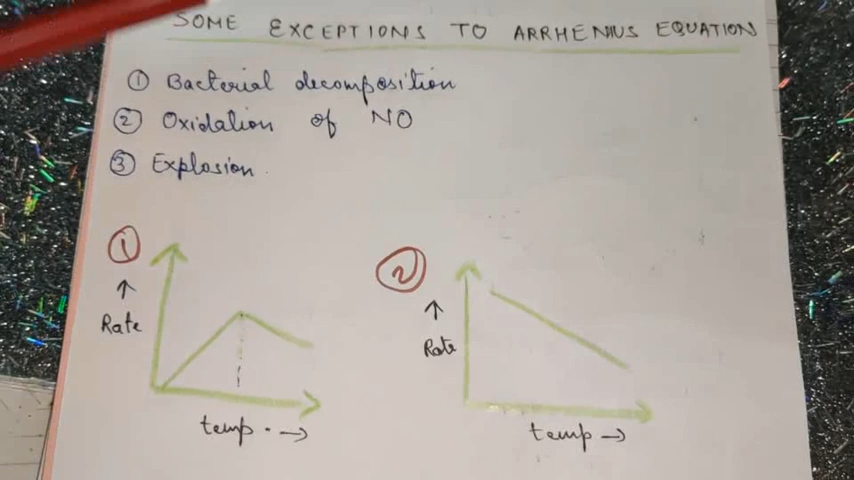 SOME EXCEPTIONS TO ARRHENIUS EQUATION
① Bacterial decomposition
② Oxidation of NO
③ Explosion.
①
↑
Rate
temp. →
②
↑
Rate
temp →